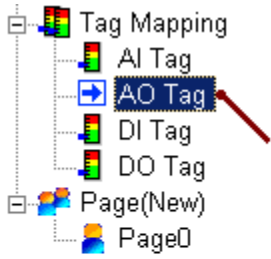 Tag Mapping
AI Tag
AO Tag
DI Tag
DO Tag
Page(New)
Page0